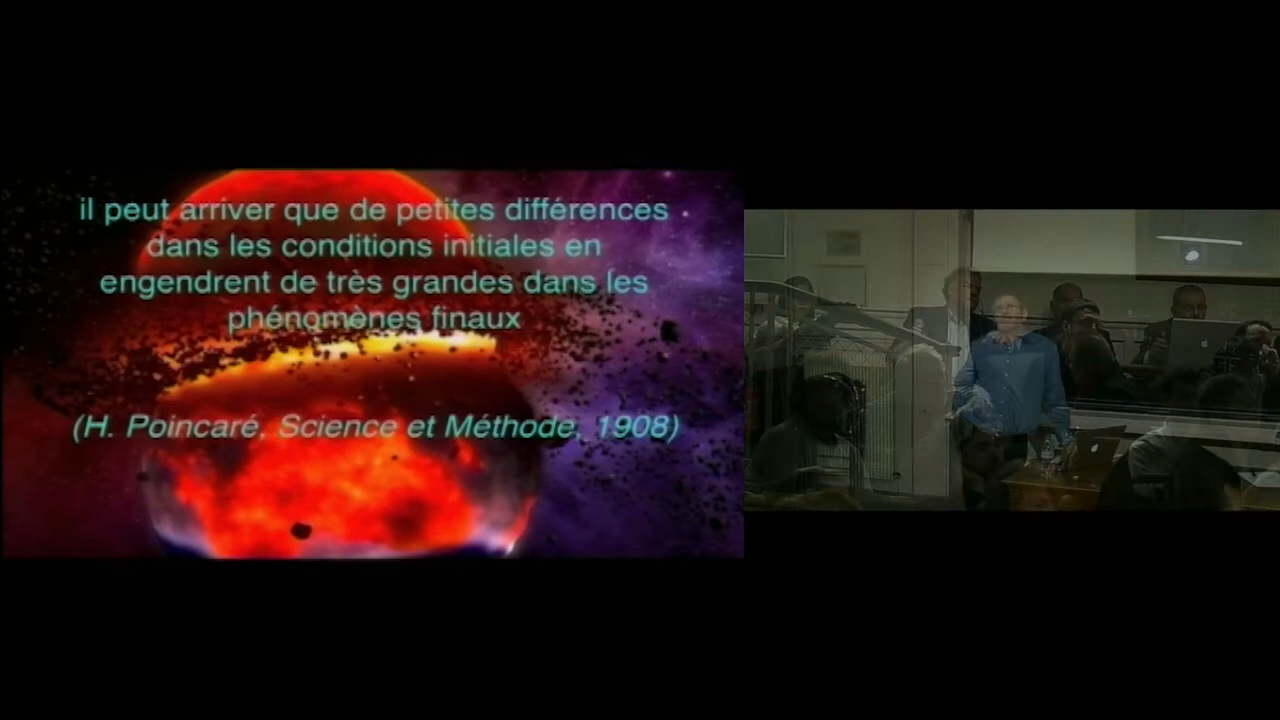 il peut arriver que de petites différences
dans les conditions initiales en
engendrent de très grandes dans les
phénomènes finaux
(H. Poincaré, Science et Méthode, 1908)